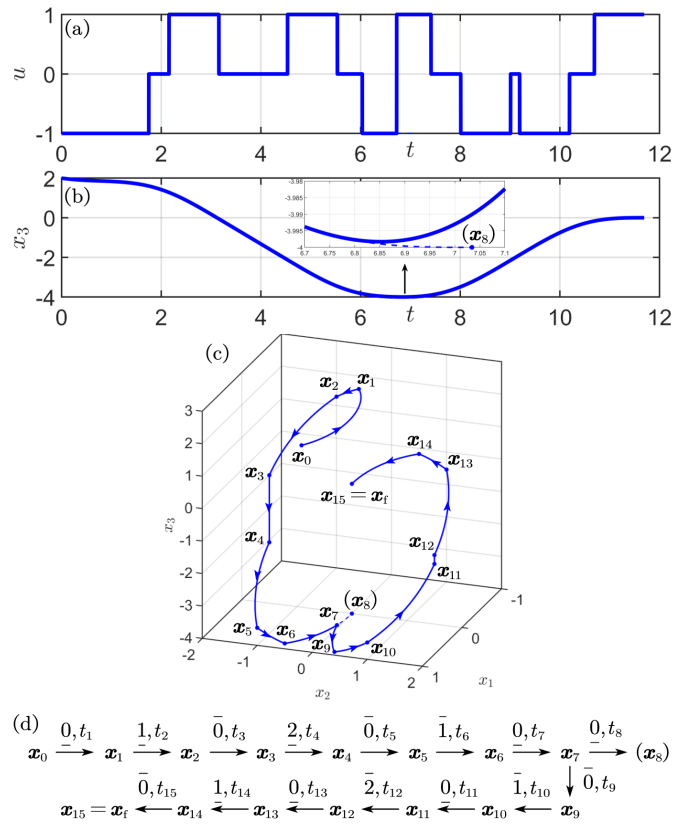 (a)
1
u 0
-1
0 2 4 6 8 10 12
t
(b)
2
0
x₃
-2
-4
0 2 4 6 8 10 12
t
-3.98
-3.985
-3.99
-3.995
-4
6.7 6.75 6.8 6.85 6.9 6.95 7 7.05 7.1
(x₈)
(c)
3
2
1
0
-1
-2
-3
-4
x₃
-2 -1 0 1 2
x₂
1 0 -1
x₁
x₂ x₁
x₀
x₁₄
x₁₃
x₃
x₁₅ = x_f
x₄
x₁₂
x₁₁
x₅ x₆ x₇ (x₈)
x₉ x₁₀
(d)
0̲, t₁ 1̲, t₂ 0̄, t₃ 2̲, t₄ 0̄, t₅ 1̄, t₆ 0̲, t₇ 0̲, t₈
x₀ → x₁ → x₂ → x₃ → x₄ → x₅ → x₆ → x₇ → (x₈)
0̄, t₁₅ 1̲, t₁₄ 0̲, t₁₃ 2̄, t₁₂ 0̲, t₁₁ 1̄, t₁₀ ↓ 0̄, t₉
x₁₅ = x_f ← x₁₄ ← x₁₃ ← x₁₂ ← x₁₁ ← x₁₀ ← x₉